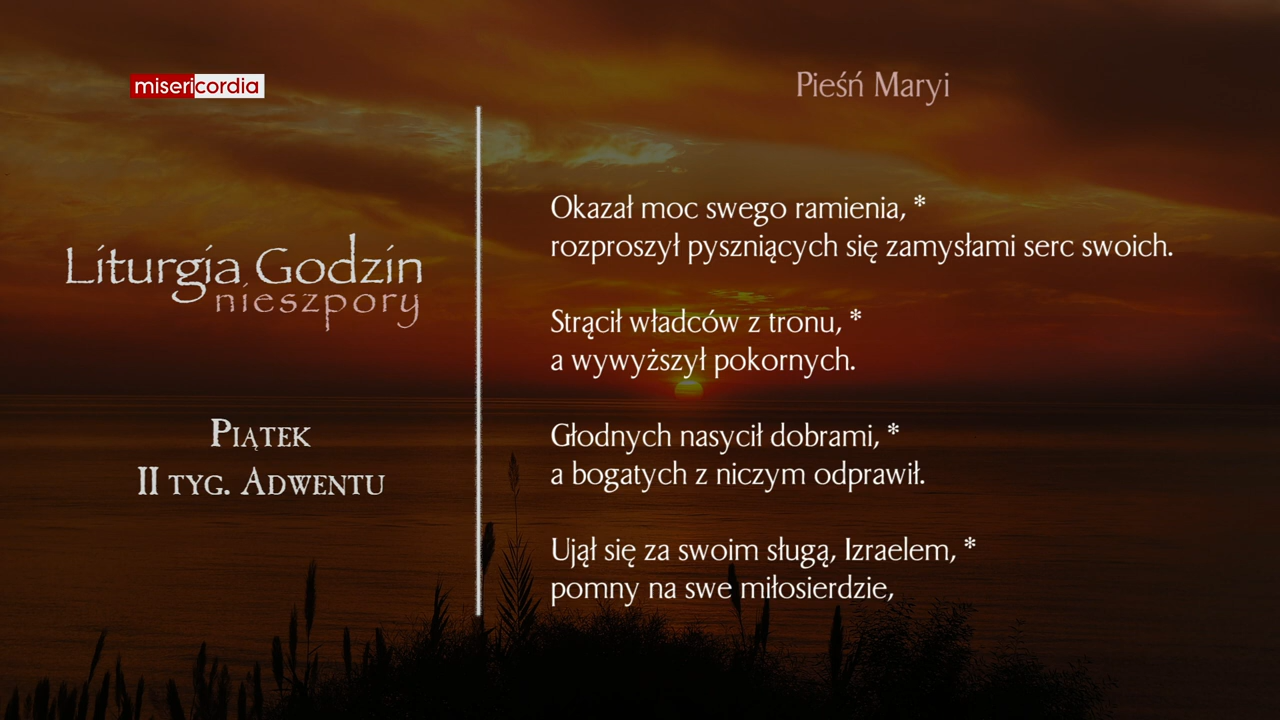 misericordia
Pieśń Maryi
Liturgia Godzin
nieszpory
Piątek
II tyg. Adwentu
Okazał moc swego ramienia, *
rozproszył pyszniących się zamysłami serc swoich.
Strącił władców z tronu, *
a wywyższył pokornych.
Głodnych nasycił dobrami, *
a bogatych z niczym odprawił.
Ujął się za swoim sługą, Izraelem, *
pomny na swe miłosierdzie,